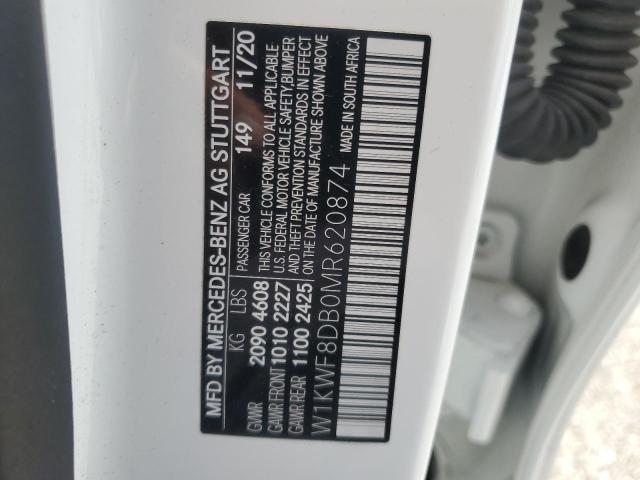 MFD BY MERCEDES-BENZ AG STUTTGART
KG LBS PASSENGER CAR 149 11/20
GVWR 2090 4608 THIS VEHICLE CONFORMS TO ALL APPLICABLE
GAWR FRONT 1010 2227 U.S. FEDERAL MOTOR VEHICLE SAFETY, BUMPER
GAWR REAR 1100 2425 AND THEFT PREVENTION STANDARDS IN EFFECT
ON THE DATE OF MANUFACTURE SHOWN ABOVE
W1KWF8DB0MR620874 MADE IN SOUTH AFRICA